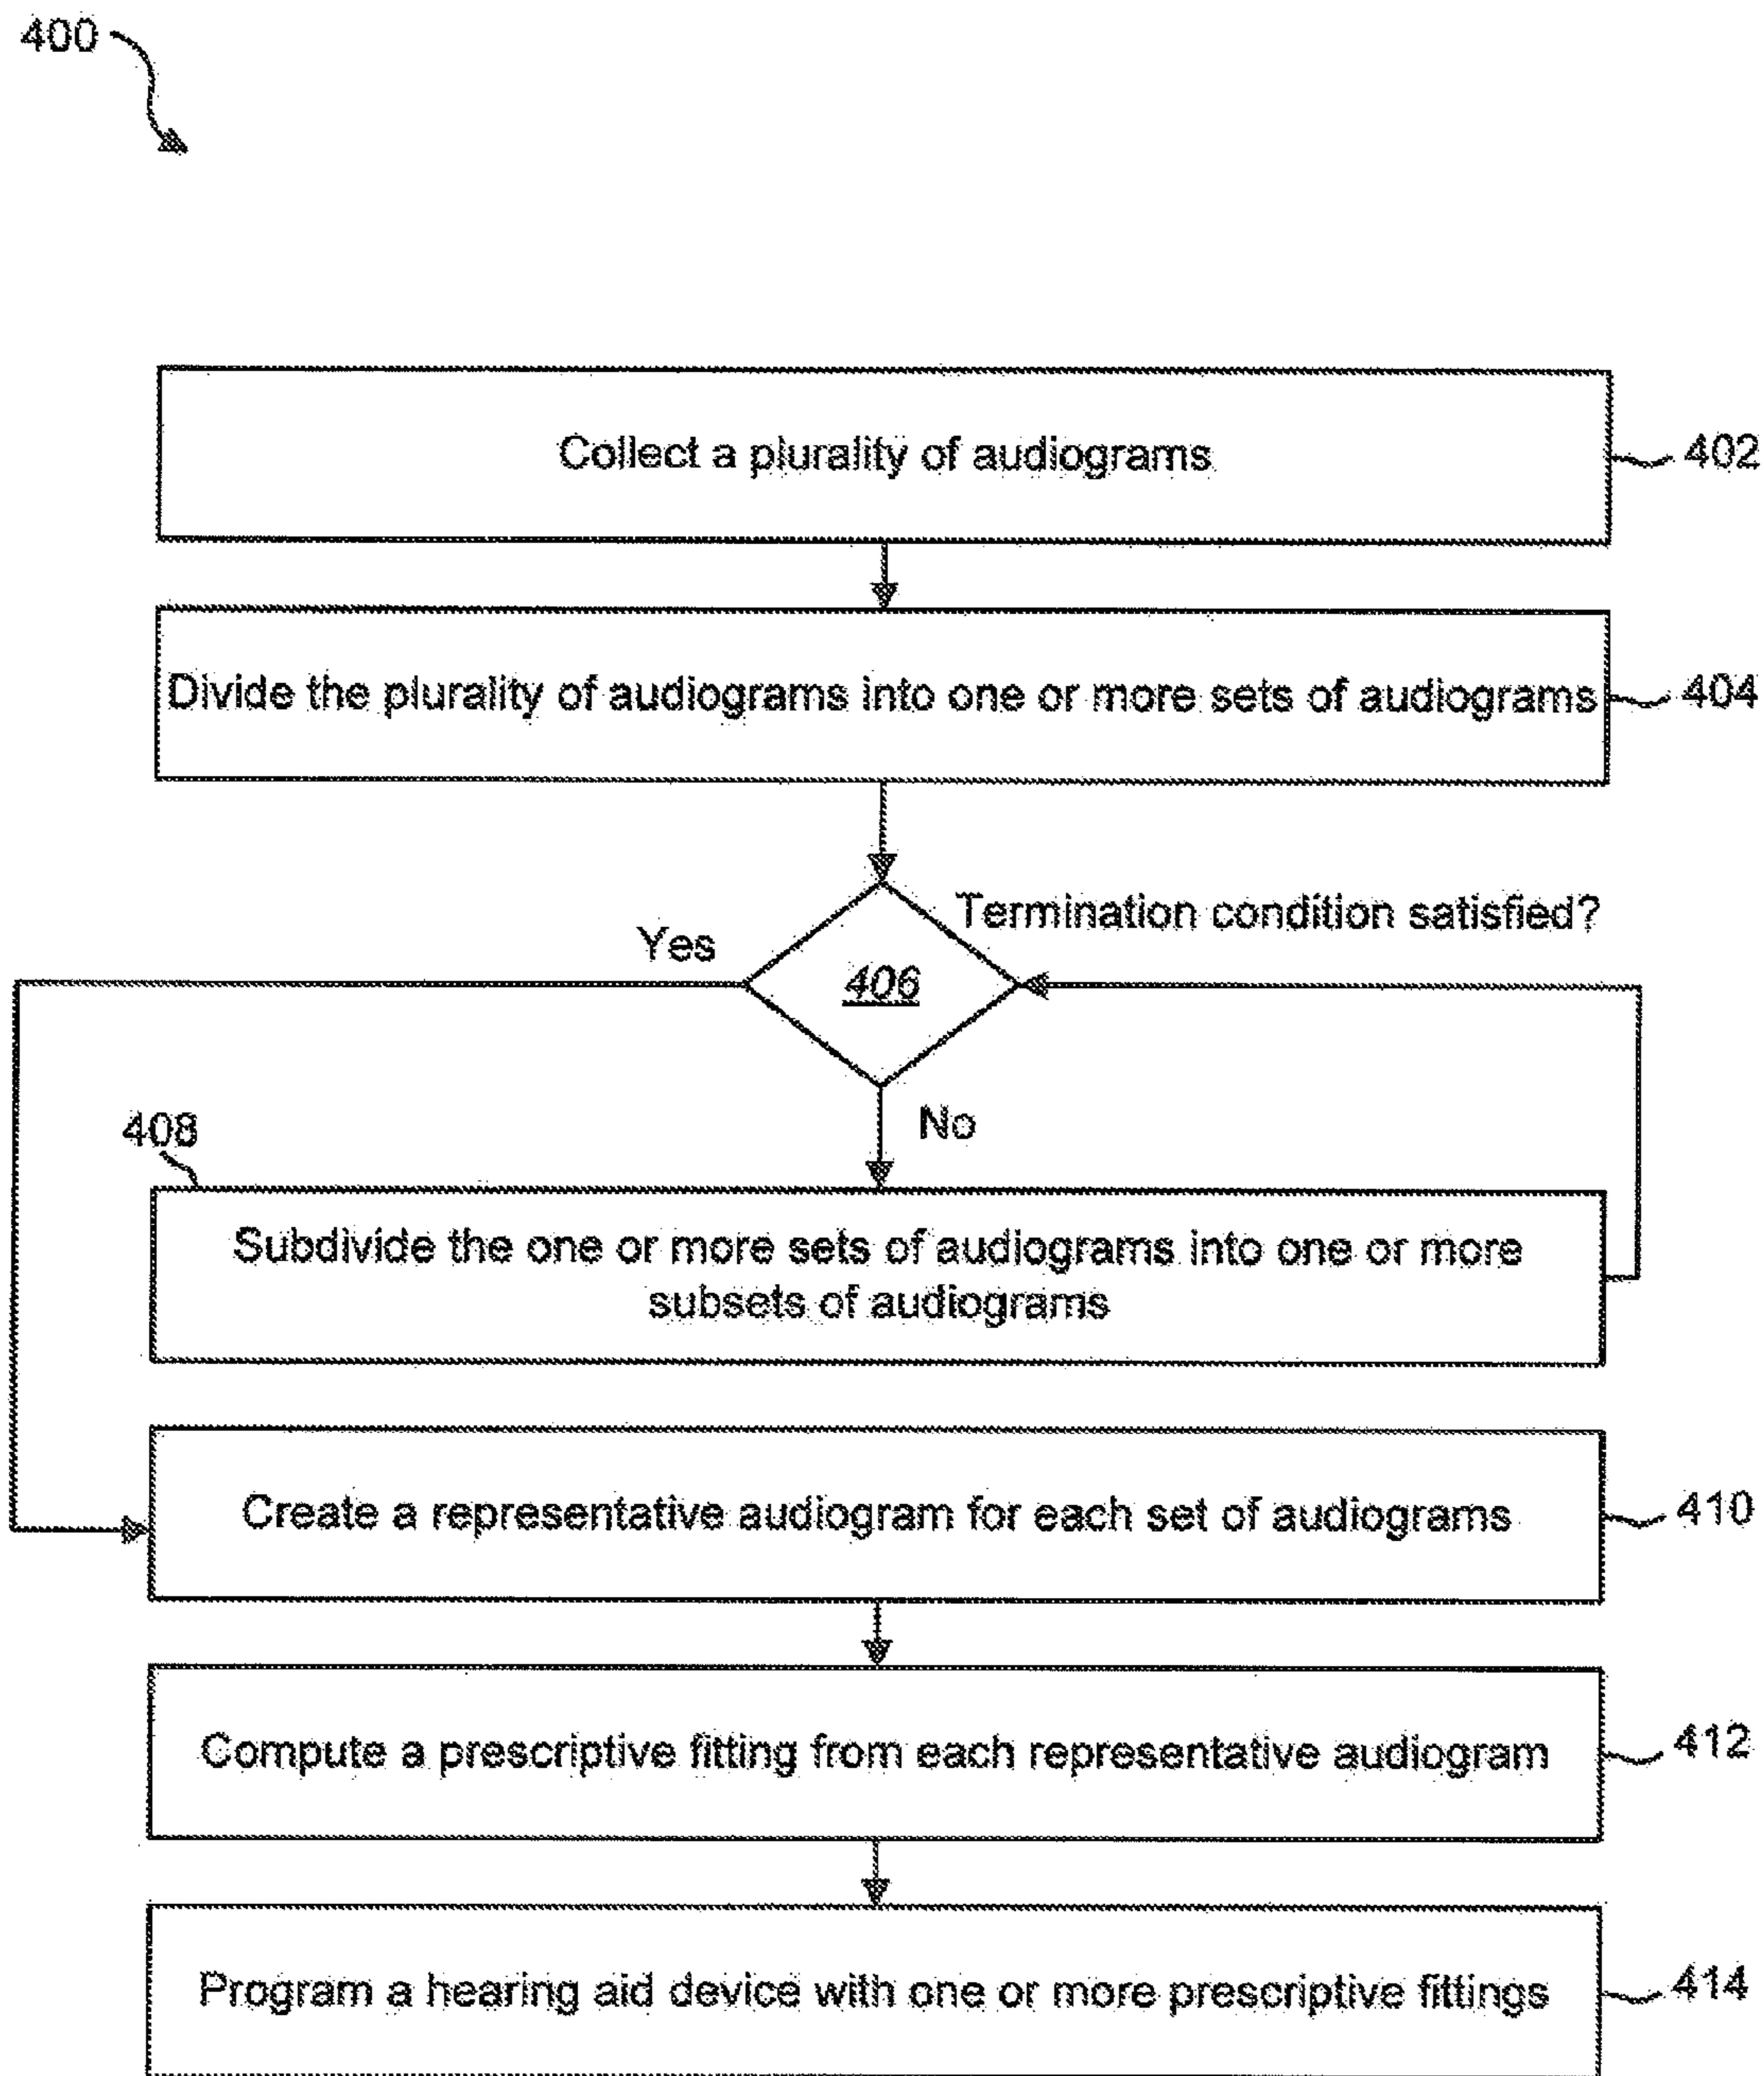 400
Collect a plurality of audiograms
402
Divide the plurality of audiograms into one or more sets of audiograms
404
Termination condition satisfied?
Yes
406
No
408
Subdivide the one or more sets of audiograms into one or more
subsets of audiograms
Create a representative audiogram for each set of audiograms
410
Compute a prescriptive fitting from each representative audiogram
412
Program a hearing aid device with one or more prescriptive fittings
414